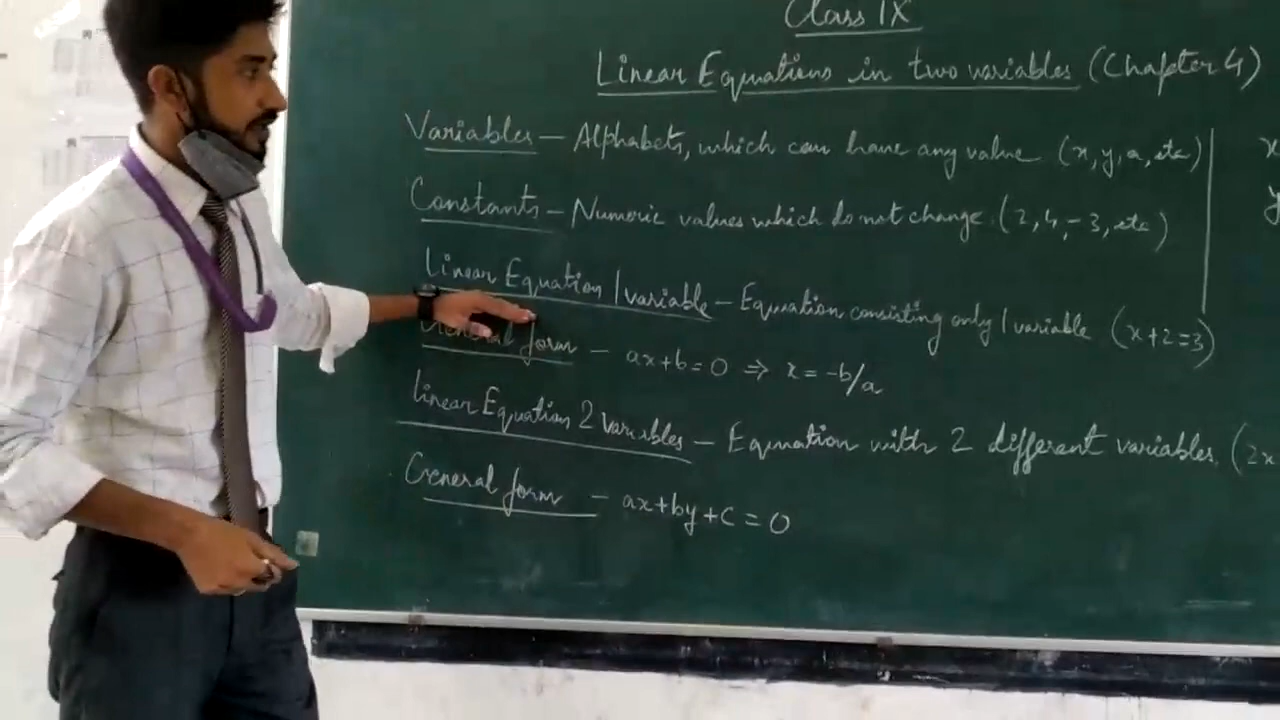 Class IX
Linear Equations in two variables (Chapter 4)
Variables – Alphabets, which can have any value (x, y, a, etc) x
Constants – Numeric values which do not change. (2, 4, -3, etc) y
Linear Equation 1 variable – Equation consisting only 1 variable (x+2=3)
General form – ax+b=0 ⇒ x = -b/a
Linear Equation 2 variables – Equation with 2 different variables. (2x
General form – ax+by+c=0